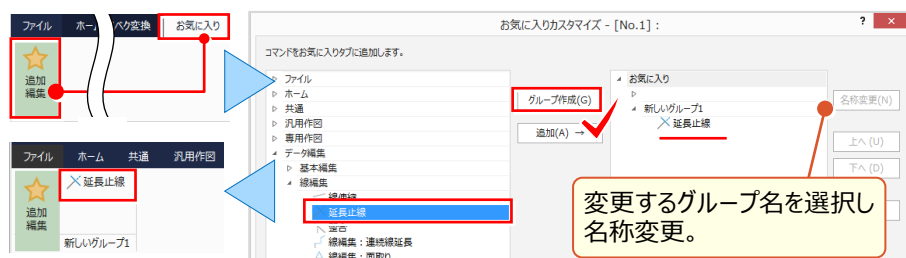 ファイル
ホーム
ベク変換
お気に入り
追加
編集
ファイル
ホーム
共通
汎用作図
延長止線
追加
編集
新しいグループ1
お気に入りカスタマイズ - [No.1] :
?
×
コマンドをお気に入りタブに追加します。
ファイル
ホーム
共通
汎用作図
専用作図
データ編集
基本編集
線編集
延長止線
線編集：連続線延長
線編集：面取り
グループ作成(G)
追加(A) →
お気に入り
新しいグループ1
延長止線
名称変更(N)
上へ (U)
下へ (D)
変更するグループ名を選択し
名称変更。